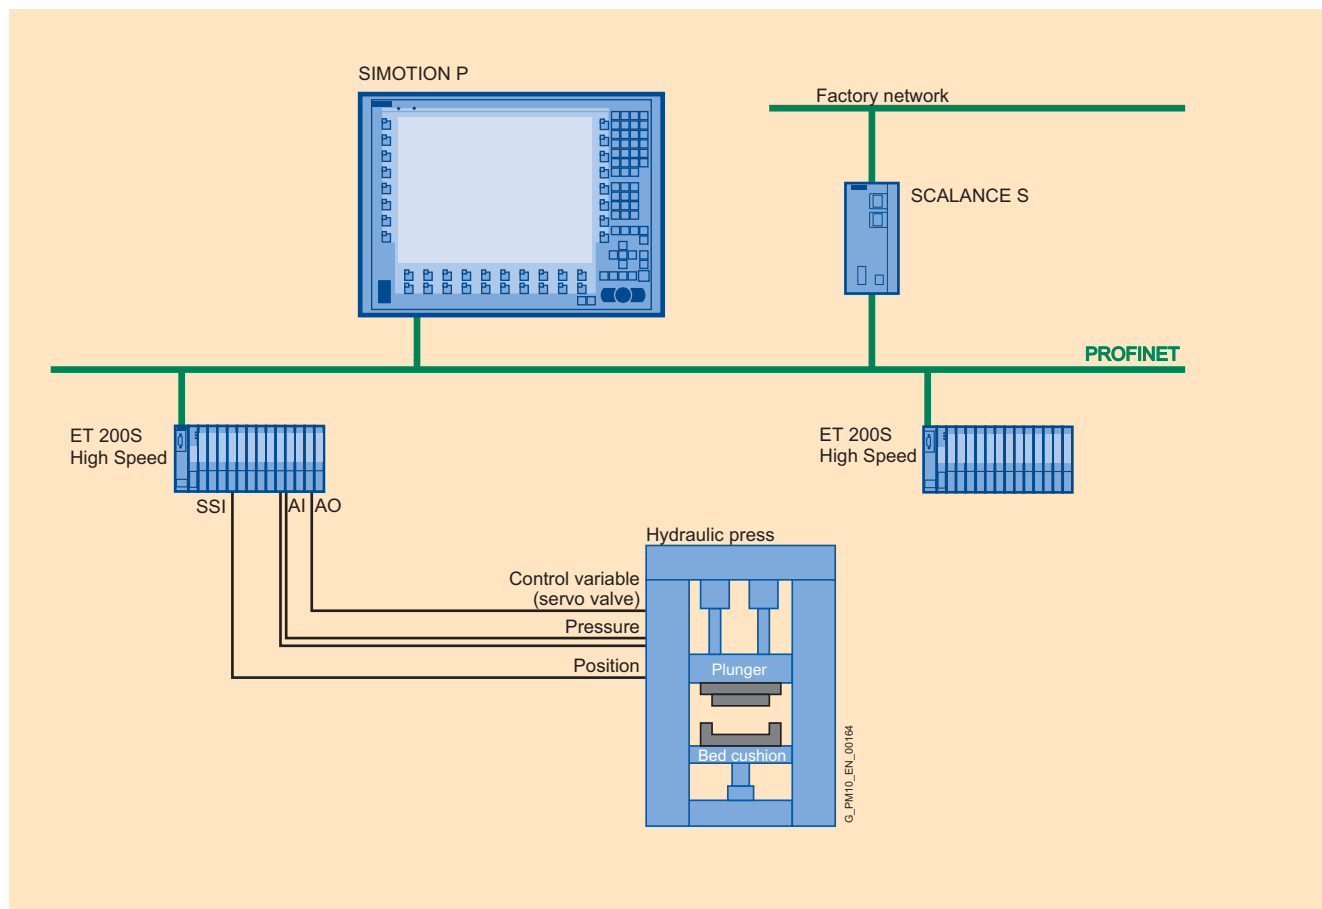 SIMOTION P
Factory network
SCALANCE S
PROFINET
ET 200S
High Speed
ET 200S
High Speed
SSI
AI
AO
Hydraulic press
Control variable
(servo valve)
Pressure
Position
Plunger
Bed cushion
G_PM10_EN_00164